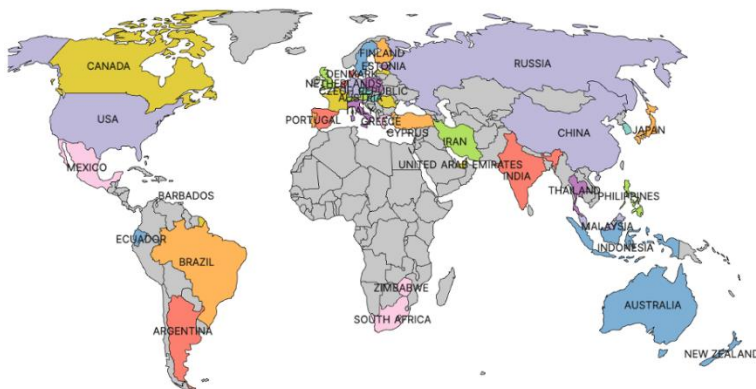 FINLAND
ESTONIA
RUSSIA
CANADA
DENMARK
NETHERLANDS
CZECH REPUBLIC
AUSTRIA
ITALY
USA
PORTUGAL
GREECE
CYPRUS
IRAN
CHINA
JAPAN
MEXICO
UNITED ARAB EMIRATES
INDIA
BARBADOS
THAILAND
PHILIPPINES
MALAYSIA
ECUADOR
INDONESIA
BRAZIL
ZIMBABWE
AUSTRALIA
SOUTH AFRICA
ARGENTINA
NEW ZEALAND